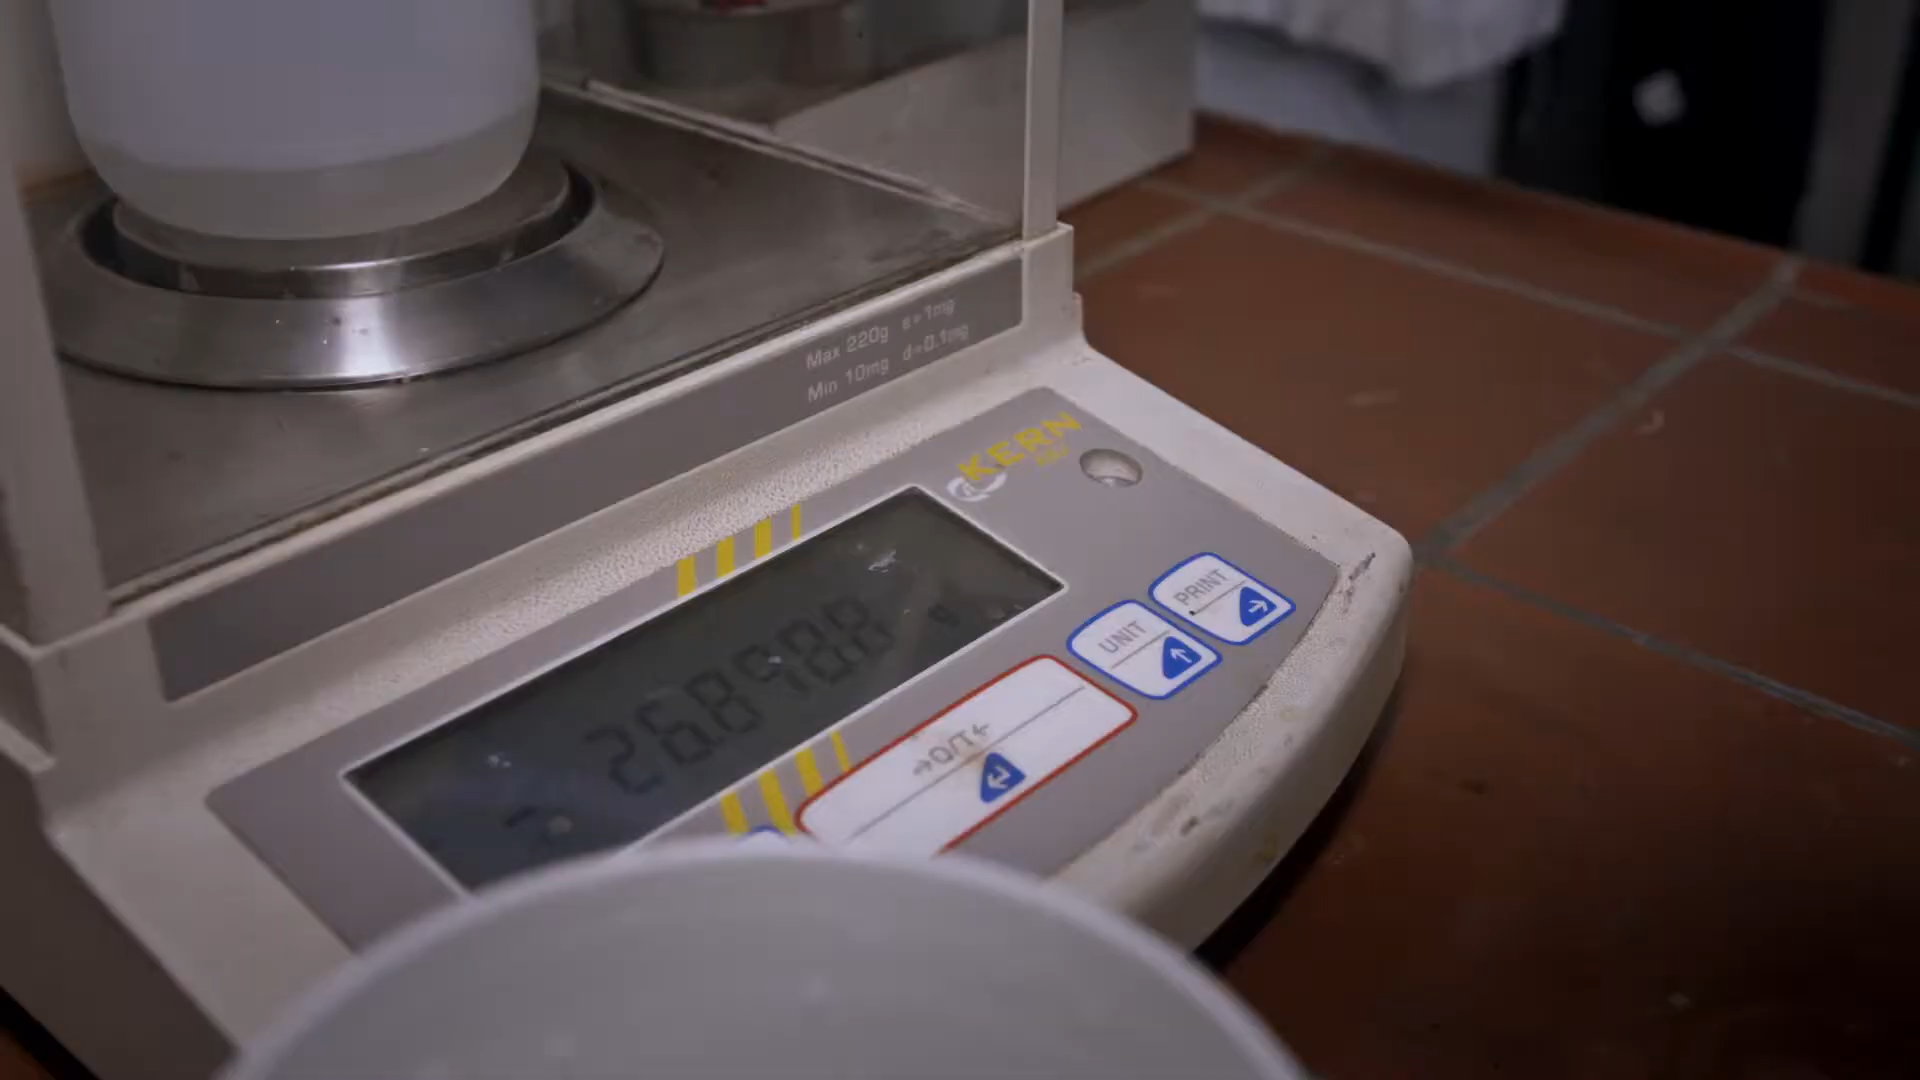 Max 220g e=1mg
Min 10mg d=0.1mg
KERN
PRINT
UNIT
→0/T←
g